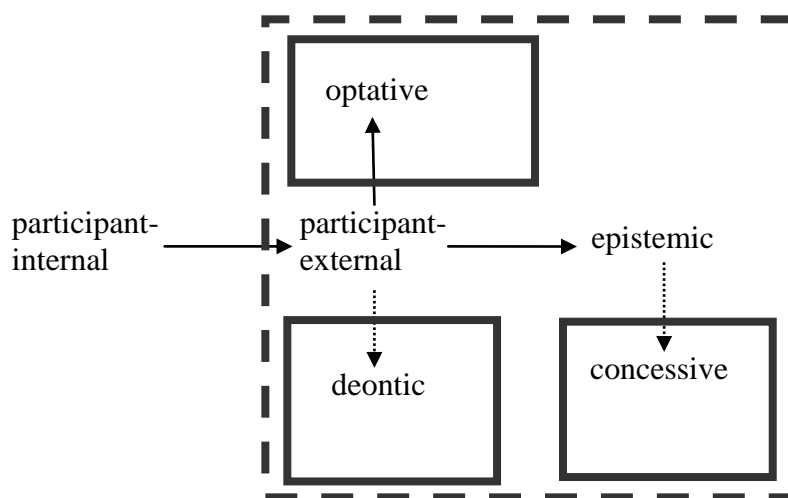 optative
participant-
internal
participant-
external
epistemic
deontic
concessive